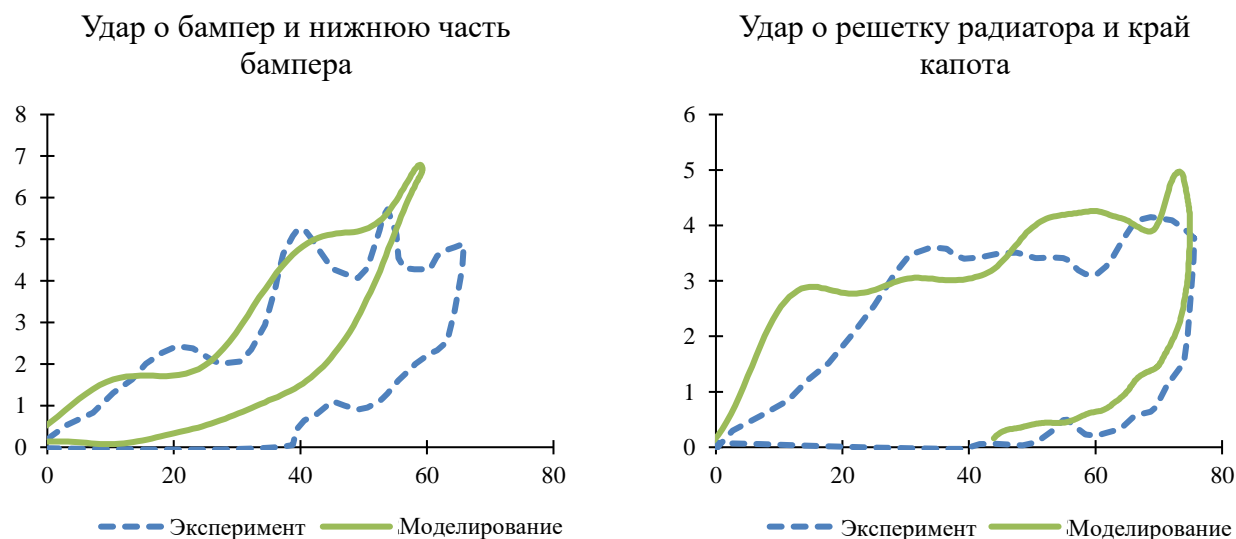 Удар о бампер и нижнюю часть
бампера
8
7
6
5
4
3
2
1
0
0 20 40 60 80
Эксперимент Моделирование
Удар о решетку радиатора и край
капота
6
5
4
3
2
1
0
0 20 40 60 80
Эксперимент Моделирование